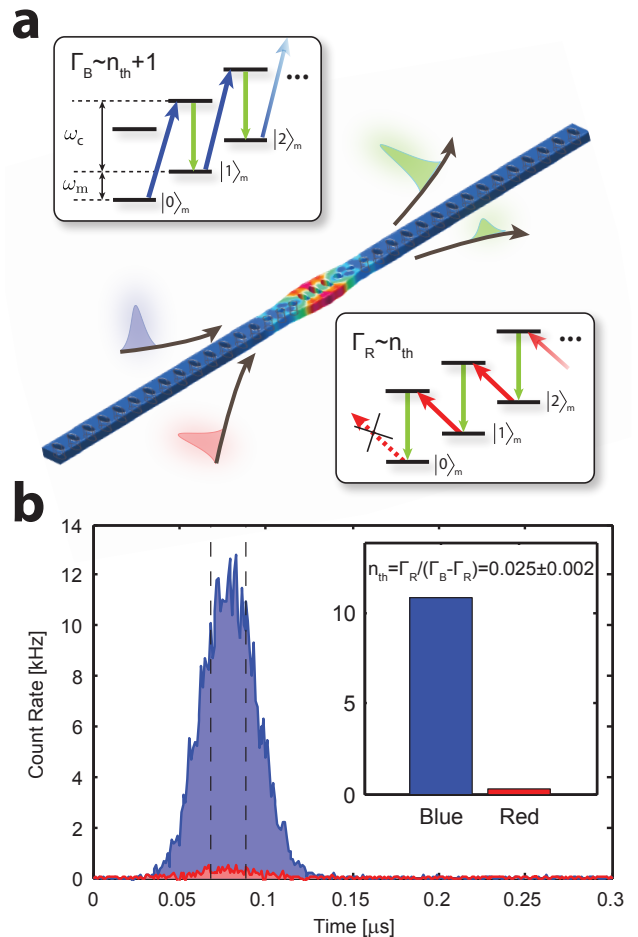 a
Γ_B~n_th+1
...
ω_c
ω_m
|0⟩_m
|1⟩_m
|2⟩_m
Γ_R~n_th
...
|2⟩_m
|1⟩_m
|0⟩_m
b
14
12
10
8
6
4
2
0
Count Rate [kHz]
n_th=Γ_R/(Γ_B-Γ_R)=0.025±0.002
10
5
0
Blue Red
0 0.05 0.1 0.15 0.2 0.25 0.3
Time [μs]